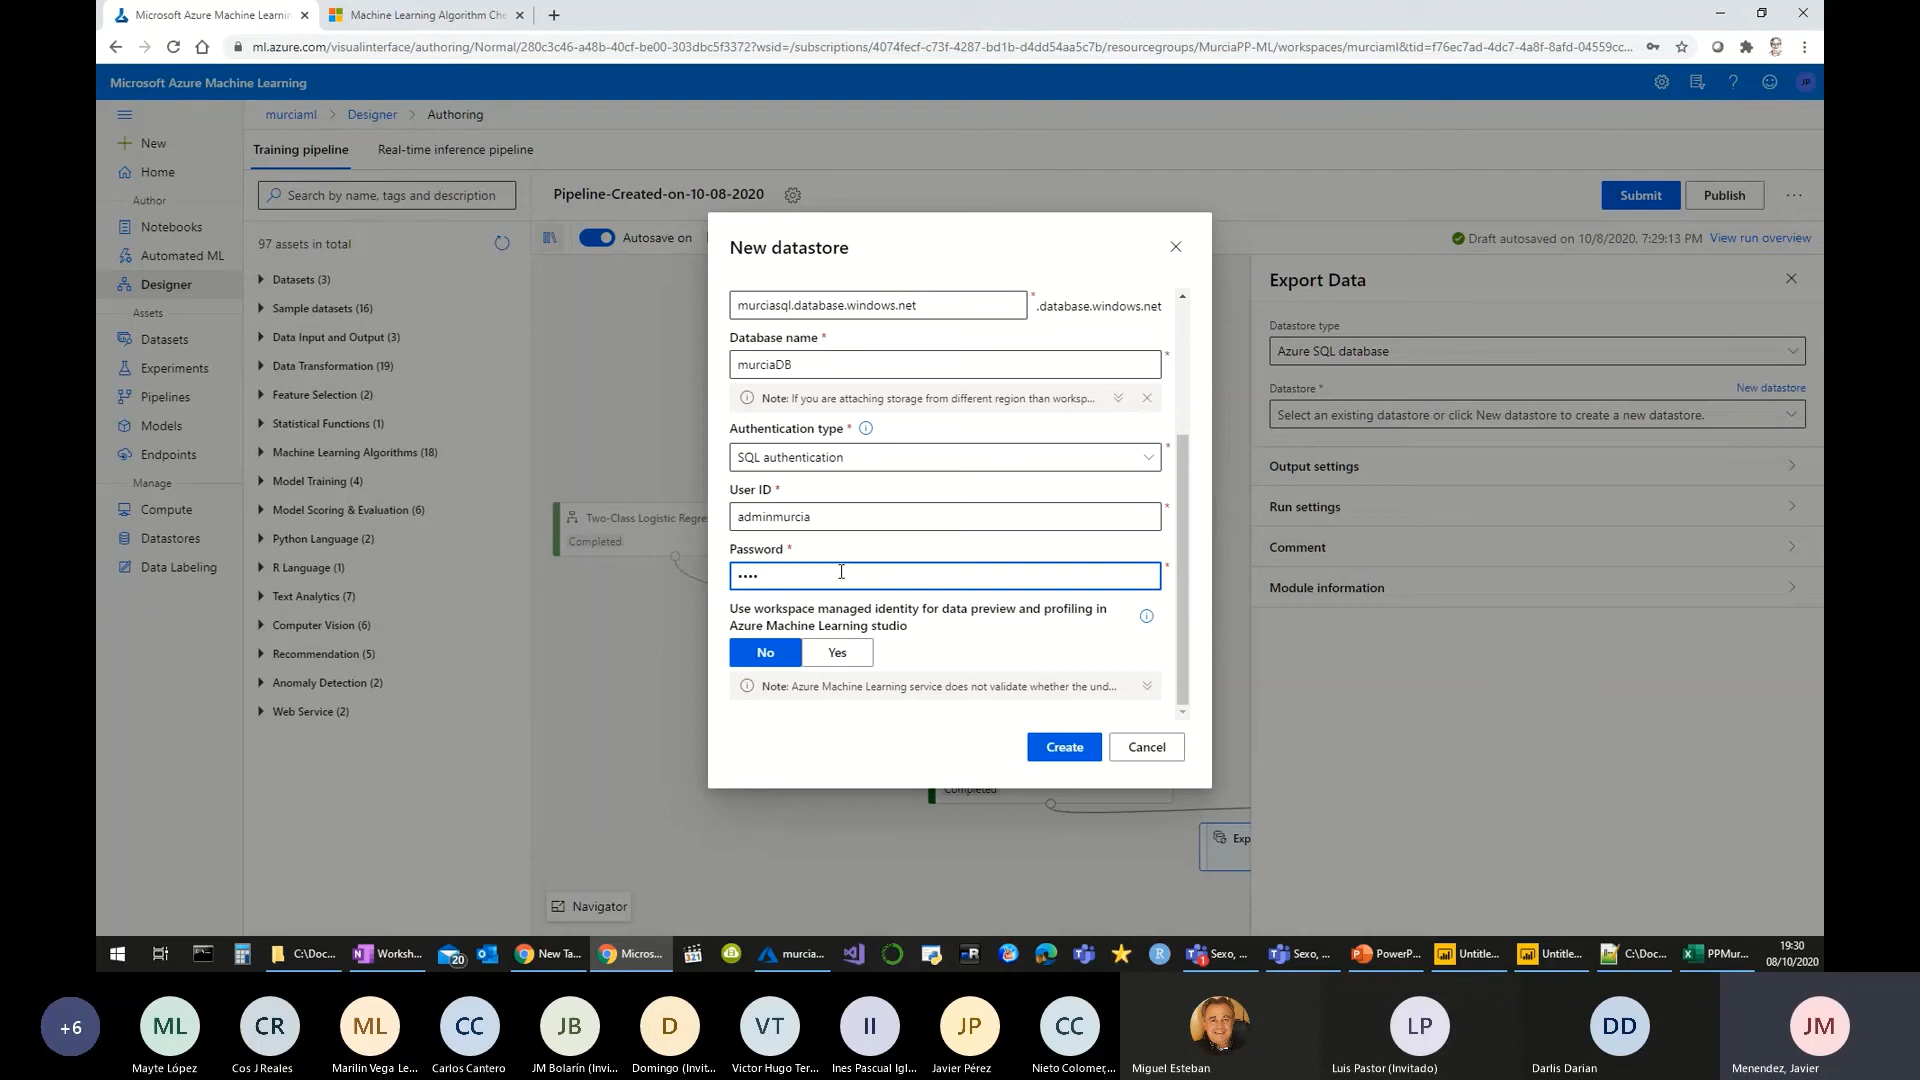 Microsoft Azure Machine Learnin
Machine Learning Algorithm Che
ml.azure.com/visualinterface/authoring/Normal/280c3c46-a48b-40cf-be00-303dbc5f3372?wsid=/subscriptions/4074fecf-c73f-4287-bd1b-d4dd54aa5c7b/resourcegroups/MurciaPP-ML/workspaces/murciaml&tid=f76ec7ad-4dc7-4a8f-8afd-04559cc...
Microsoft Azure Machine Learning
JP
murciaml > Designer > Authoring
New
Home
Author
Notebooks
Automated ML
Designer
Assets
Datasets
Experiments
Pipelines
Models
Endpoints
Manage
Compute
Datastores
Data Labeling
Training pipeline
Real-time inference pipeline
Search by name, tags and description
97 assets in total
Datasets (3)
Sample datasets (16)
Data Input and Output (3)
Data Transformation (19)
Feature Selection (2)
Statistical Functions (1)
Machine Learning Algorithms (18)
Model Training (4)
Model Scoring & Evaluation (6)
Python Language (2)
R Language (1)
Text Analytics (7)
Computer Vision (6)
Recommendation (5)
Anomaly Detection (2)
Web Service (2)
Pipeline-Created-on-10-08-2020
Submit
Publish
Autosave on
Draft autosaved on 10/8/2020, 7:29:13 PM View run overview
Two-Class Logistic Regre
Completed
Completed
Exp
Navigator
New datastore
murciasql.database.windows.net * .database.windows.net
Database name *
murciaDB *
Note: If you are attaching storage from different region than worksp...
Authentication type *
SQL authentication *
User ID *
adminmurcia *
Password *
•••• *
Use workspace managed identity for data preview and profiling in
Azure Machine Learning studio
No Yes
Note: Azure Machine Learning service does not validate whether the und...
Create Cancel
Export Data
Datastore type
Azure SQL database
Datastore * New datastore
Select an existing datastore or click New datastore to create a new datastore.
Output settings
Run settings
Comment
Module information
C:\Doc...
Worksh...
20
New Ta...
Micros...
321
murcia...
R
R
1
Sexo, ...
Sexo, ...
PowerP...
Untitle...
Untitle...
C:\Doc...
PPMur...
19:30
08/10/2020
+6
ML
CR
ML
CC
JB
D
VT
II
JP
CC
LP
DD
JM
Mayte López
Cos J Reales
Marilin Vega Le...
Carlos Cantero
JM Bolarín (Invi...
Domingo (Invit...
Victor Hugo Ter...
Ines Pascual Igl...
Javier Pérez
Nieto Colomer,...
Miguel Esteban
Luis Pastor (Invitado)
Darlis Darian
Menendez, Javier